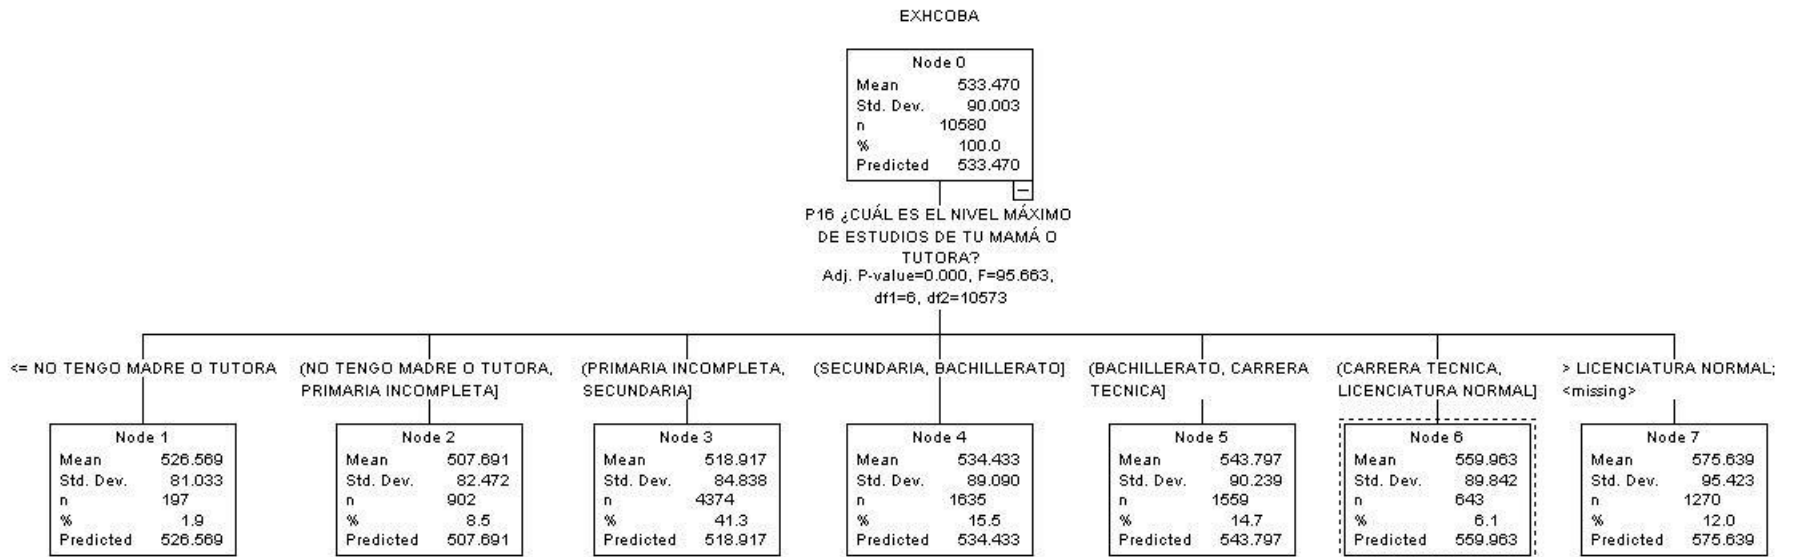 EXHCOBA
Node 0
Mean 533.470
Std. Dev. 90.003
n 10580
% 100.0
Predicted 533.470
P16 ¿CUÁL ES EL NIVEL MÁXIMO
DE ESTUDIOS DE TU MAMÁ O
TUTORA?
Adj. P-value=0.000, F=95.663,
df1=6, df2=10573
<= NO TENGO MADRE O TUTORA
Node 1
Mean 526.569
Std. Dev. 81.033
n 197
% 1.9
Predicted 526.569
(NO TENGO MADRE O TUTORA,
PRIMARIA INCOMPLETA]
Node 2
Mean 507.691
Std. Dev. 82.472
n 902
% 8.5
Predicted 507.691
(PRIMARIA INCOMPLETA,
SECUNDARIA]
Node 3
Mean 518.917
Std. Dev. 84.838
n 4374
% 41.3
Predicted 518.917
(SECUNDARIA, BACHILLERATO]
Node 4
Mean 534.433
Std. Dev. 89.090
n 1635
% 15.5
Predicted 534.433
(BACHILLERATO, CARRERA
TECNICA]
Node 5
Mean 543.797
Std. Dev. 90.239
n 1559
% 14.7
Predicted 543.797
(CARRERA TECNICA,
LICENCIATURA NORMAL]
Node 6
Mean 559.963
Std. Dev. 89.842
n 643
% 6.1
Predicted 559.963
> LICENCIATURA NORMAL;
<missing>
Node 7
Mean 575.639
Std. Dev. 95.423
n 1270
% 12.0
Predicted 575.639